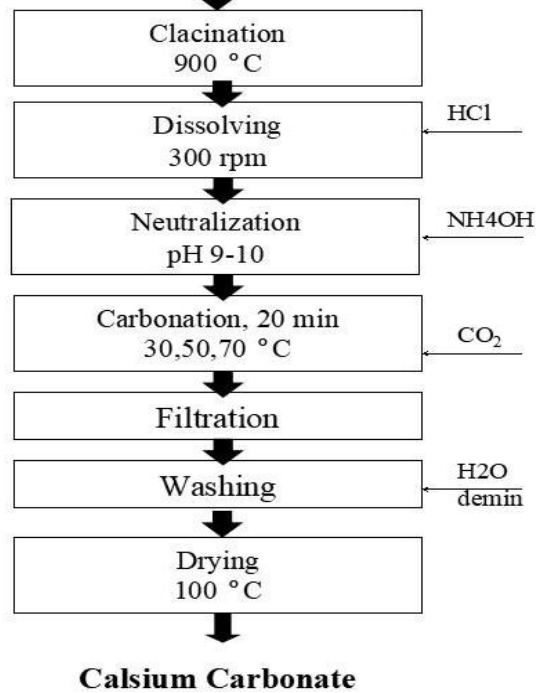 Clacination
900 °C
Dissolving
300 rpm
HCl
Neutralization
pH 9-10
NH4OH
Carbonation, 20 min
30,50,70 °C
CO₂
Filtration
Washing
H2O
demin
Drying
100 °C
Calsium Carbonate